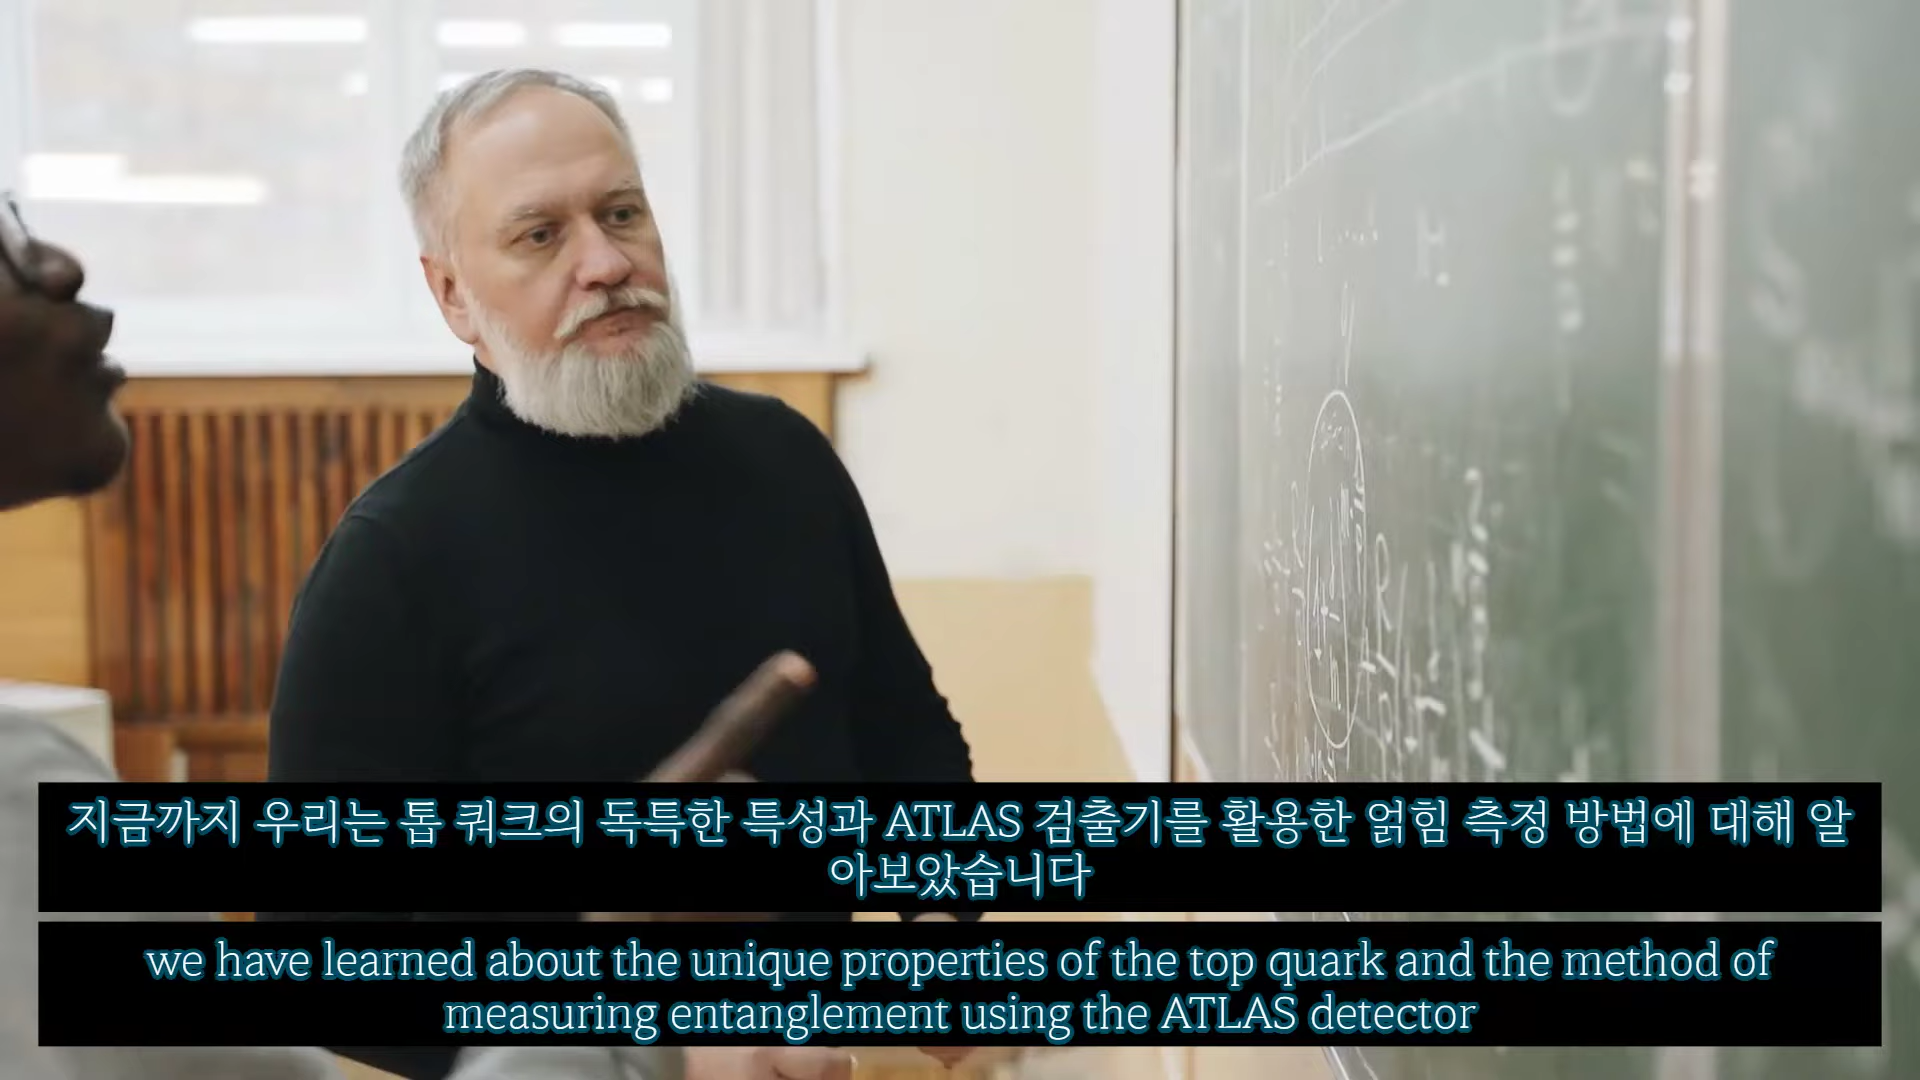 지금까지 우리는 톱 쿼크의 독특한 특성과 ATLAS 검출기를 활용한 얽힘 측정 방법에 대해 알
아보았습니다
we have learned about the unique properties of the top quark and the method of
measuring entanglement using the ATLAS detector